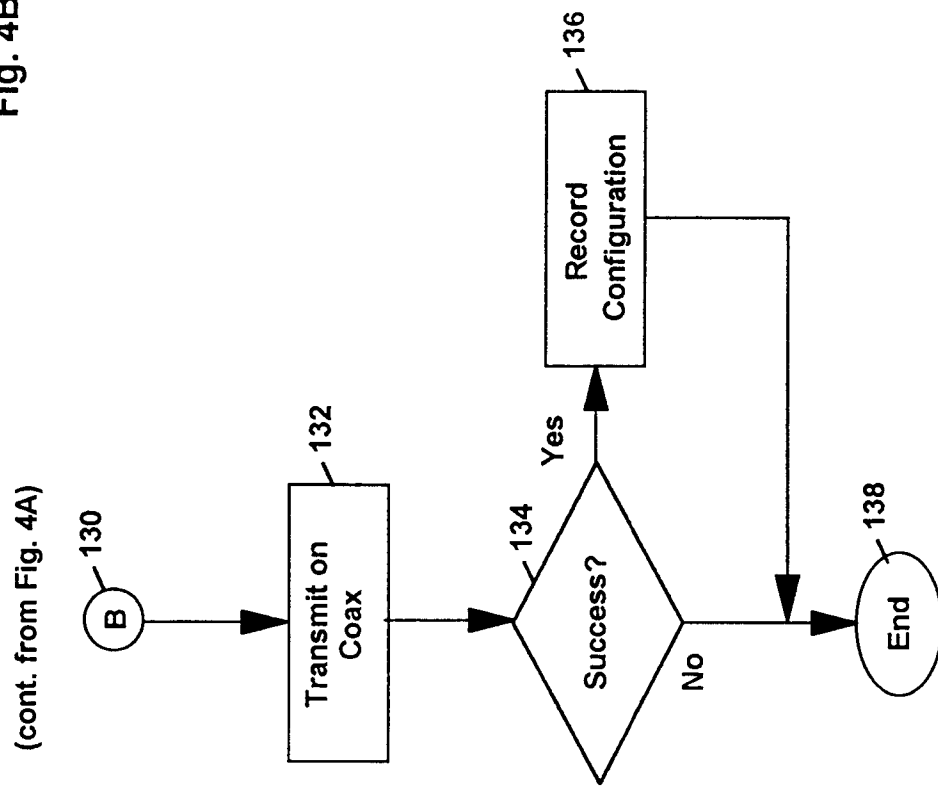 Fig. 4B
(cont. from Fig. 4A)
B
130
Transmit on
Coax
132
Success?
134
Yes
No
Record
Configuration
136
End
138